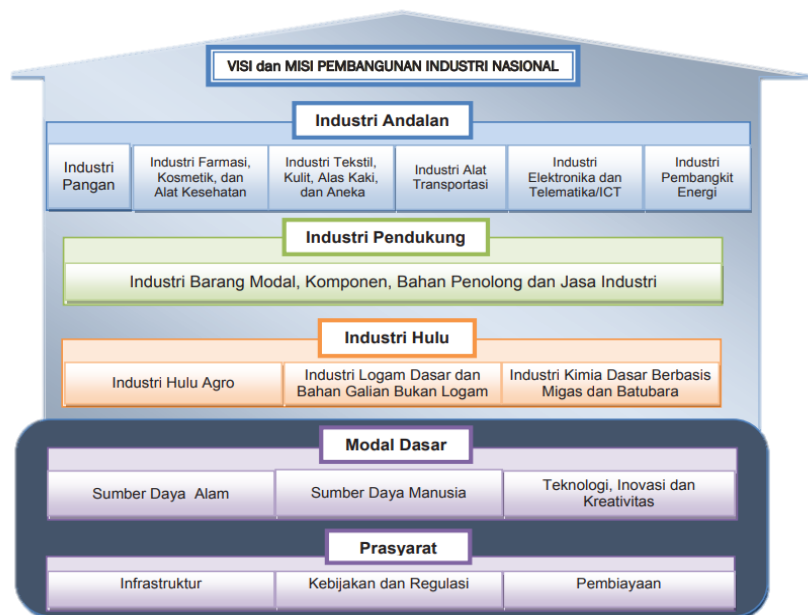 VISI dan MISI PEMBANGUNAN INDUSTRI NASIONAL
Industri Andalan
Industri
Pangan
Industri Farmasi,
Kosmetik, dan
Alat Kesehatan
Industri Tekstil,
Kulit, Alas Kaki,
dan Aneka
Industri Alat
Transportasi
Industri
Elektronika dan
Telematika/ICT
Industri
Pembangkit
Energi
Industri Pendukung
Industri Barang Modal, Komponen, Bahan Penolong dan Jasa Industri
Industri Hulu
Industri Hulu Agro
Industri Logam Dasar dan
Bahan Galian Bukan Logam
Industri Kimia Dasar Berbasis
Migas dan Batubara
Modal Dasar
Sumber Daya Alam
Sumber Daya Manusia
Teknologi, Inovasi dan
Kreativitas
Prasyarat
Infrastruktur
Kebijakan dan Regulasi
Pembiayaan